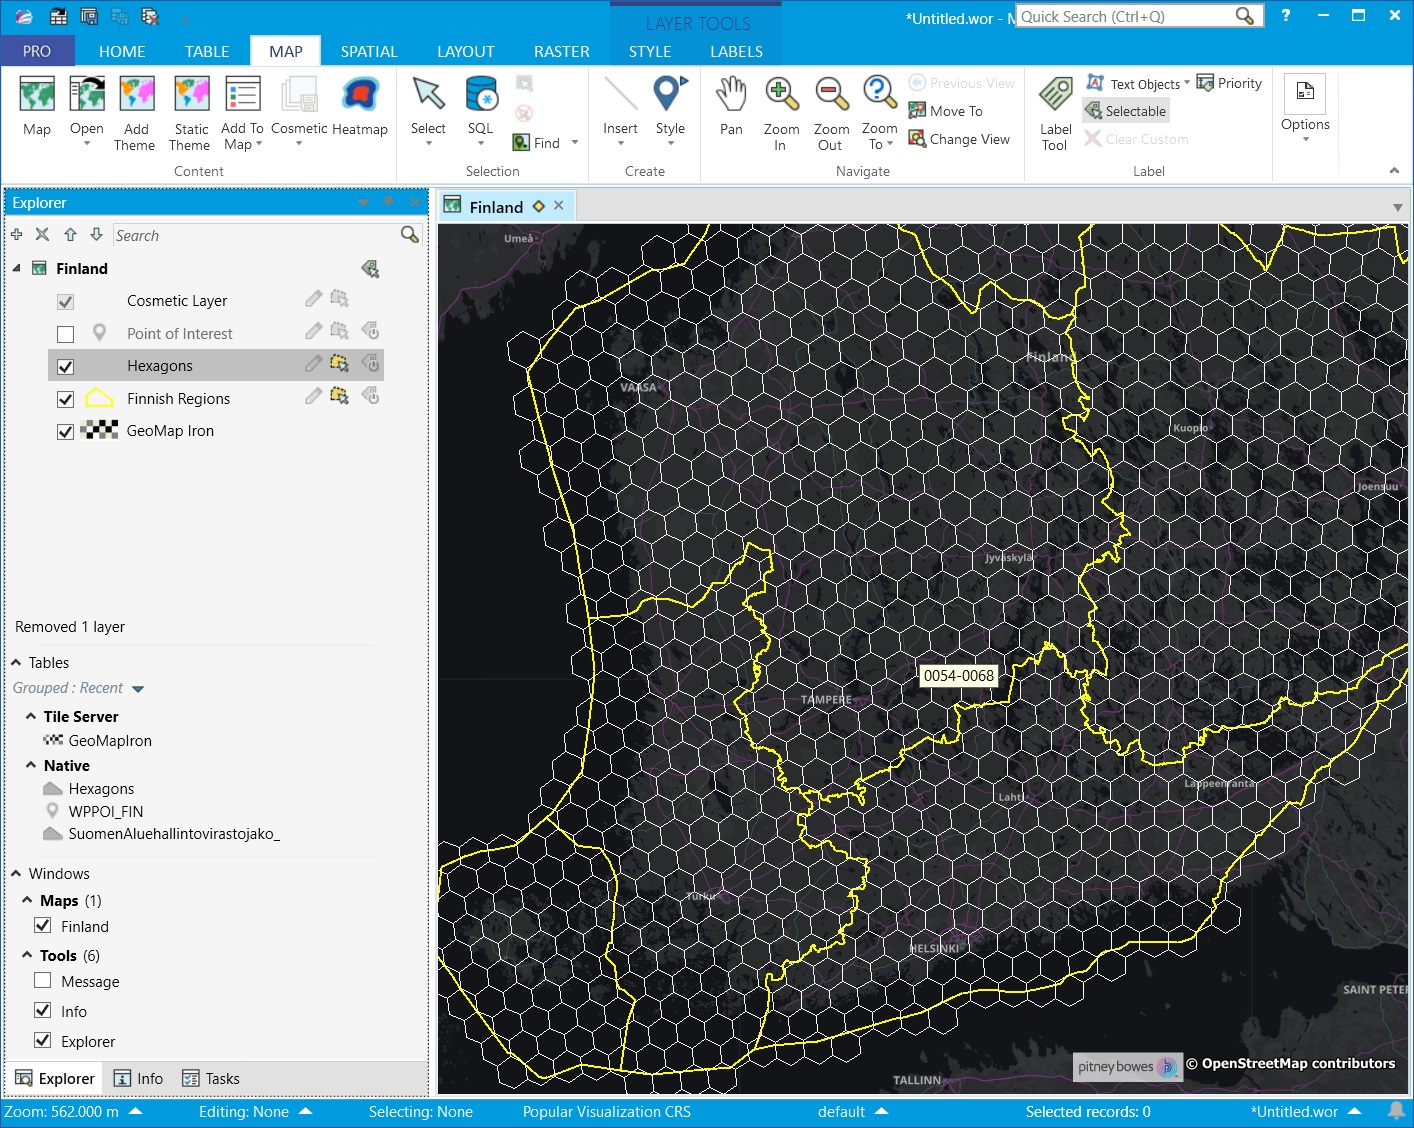 *Untitled.wor - M
Quick Search (Ctrl+Q)
?
LAYER TOOLS
PRO
HOME
TABLE
MAP
SPATIAL
LAYOUT
RASTER
STYLE
LABELS
Map
Open
Add Theme
Static Theme
Add To Map
Cosmetic
Heatmap
Content
Select
SQL
Find
Selection
Insert
Style
Create
Pan
Zoom In
Zoom Out
Zoom To
Previous View
Move To
Change View
Navigate
Label Tool
Text Objects
Priority
Selectable
Clear Custom
Label
Options
Explorer
Search
Finland
Cosmetic Layer
Point of Interest
Hexagons
Finnish Regions
GeoMap Iron
Removed 1 layer
Tables
Grouped : Recent
Tile Server
GeoMapIron
Native
Hexagons
WPPOI_FIN
SuomenAluehallintovirastojako_
Windows
Maps (1)
Finland
Tools (6)
Message
Info
Explorer
Explorer
Info
Tasks
Finland
Umeå
Finland
VAASA
Kuopio
Joensuu
Jyväskylä
0054-0068
TAMPERE
Lappeenranta
Lahti
Turku
HELSINKI
SAINT PETER
TALLINN
pitney bowes
© OpenStreetMap contributors
Zoom: 562.000 m
Editing: None
Selecting: None
Popular Visualization CRS
default
Selected records: 0
*Untitled.wor